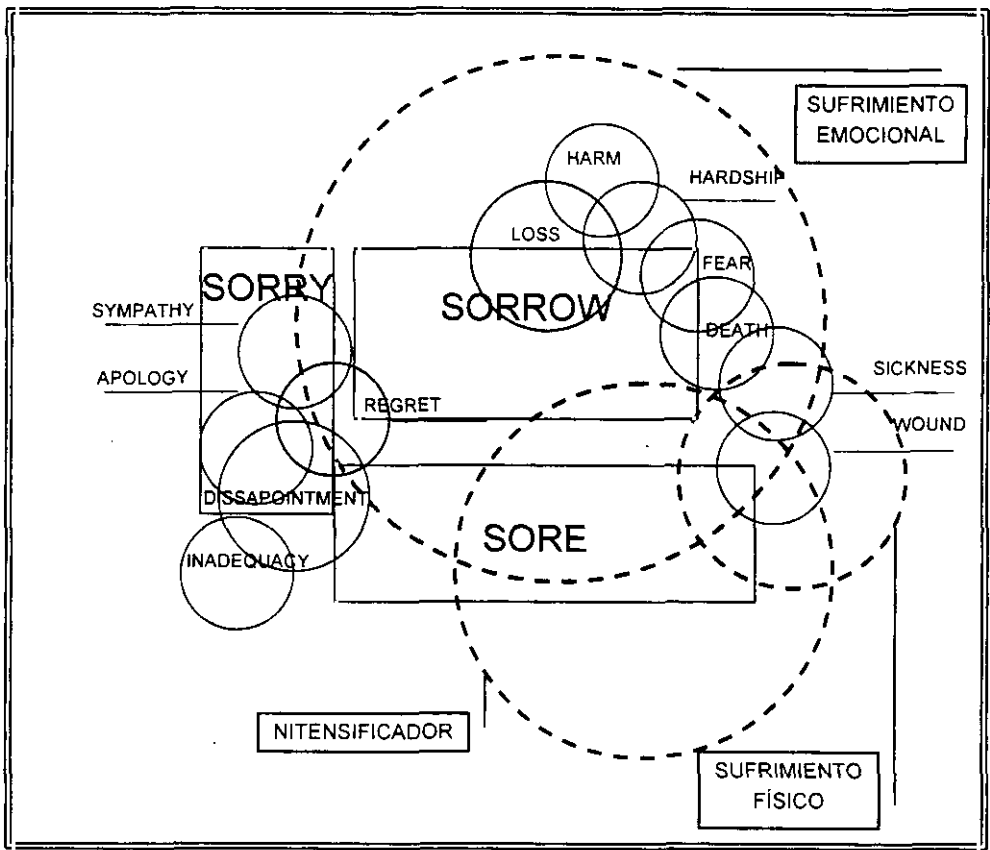 SUFRIMIENTO
EMOCIONAL
HARM
HARDSHIP
LOSS
FEAR
SORRY
SORROW
SYMPATHY
DEATH
APOLOGY
SICKNESS
REGRET
WOUND
DISSAPOINTMENT
SORE
INADEQUACY
NITENSIFICADOR
SUFRIMIENTO
FÍSICO